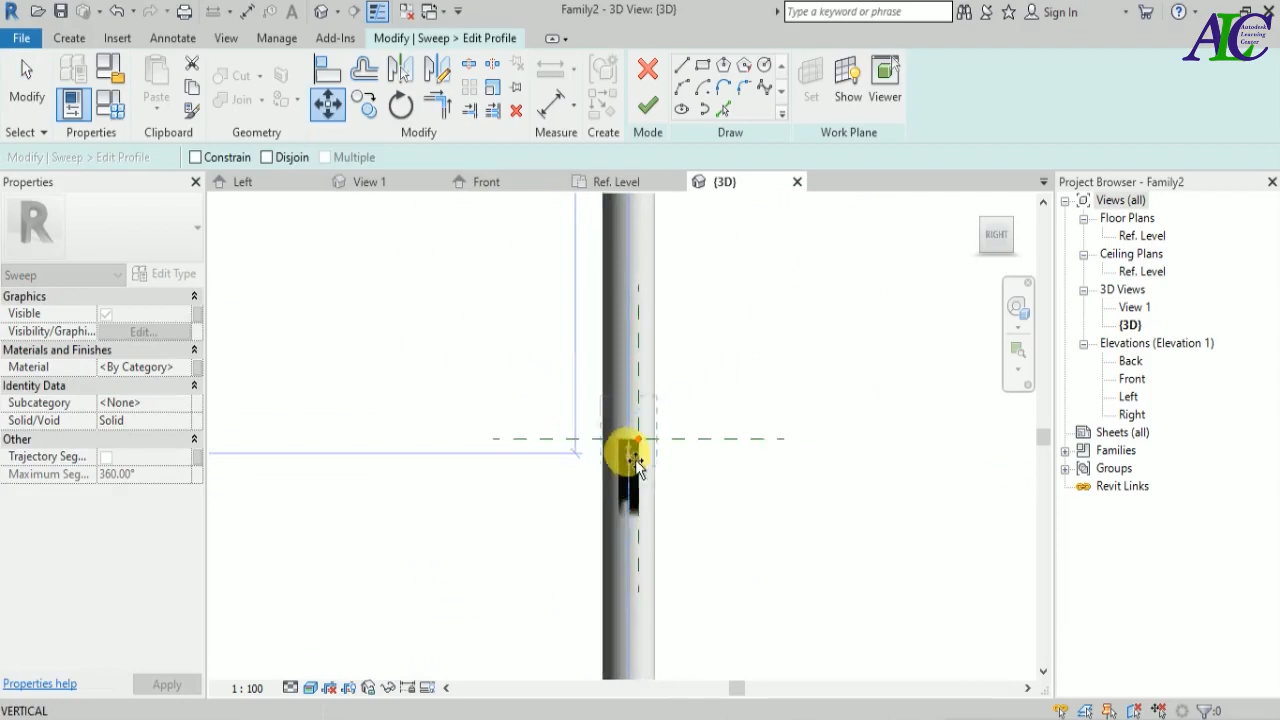 Family2 - 3D View: {3D}
Type a keyword or phrase
Sign In
ALC
Autodesk
Learning
Center
File
Create
Insert
Annotate
View
Manage
Add-Ins
Modify | Sweep > Edit Profile
Modify
Paste
Cut
Join
Set
Show
Viewer
Select
Properties
Clipboard
Geometry
Modify
Measure
Create
Mode
Draw
Work Plane
Modify | Sweep > Edit Profile
Constrain
Disjoin
Multiple
Properties
Left
View 1
Front
Ref. Level
{3D}
Project Browser - Family2
R
Sweep
Edit Type
Graphics
Visible
Visibility/Graphi...
Edit...
Materials and Finishes
Material
<By Category>
Identity Data
Subcategory
<None>
Solid/Void
Solid
Other
Trajectory Seg...
Maximum Seg...
360.00°
RIGHT
Views (all)
Floor Plans
Ref. Level
Ceiling Plans
Ref. Level
3D Views
View 1
{3D}
Elevations (Elevation 1)
Back
Front
Left
Right
Sheets (all)
Families
Groups
Revit Links
Properties help
Apply
1 : 100
VERTICAL
:0